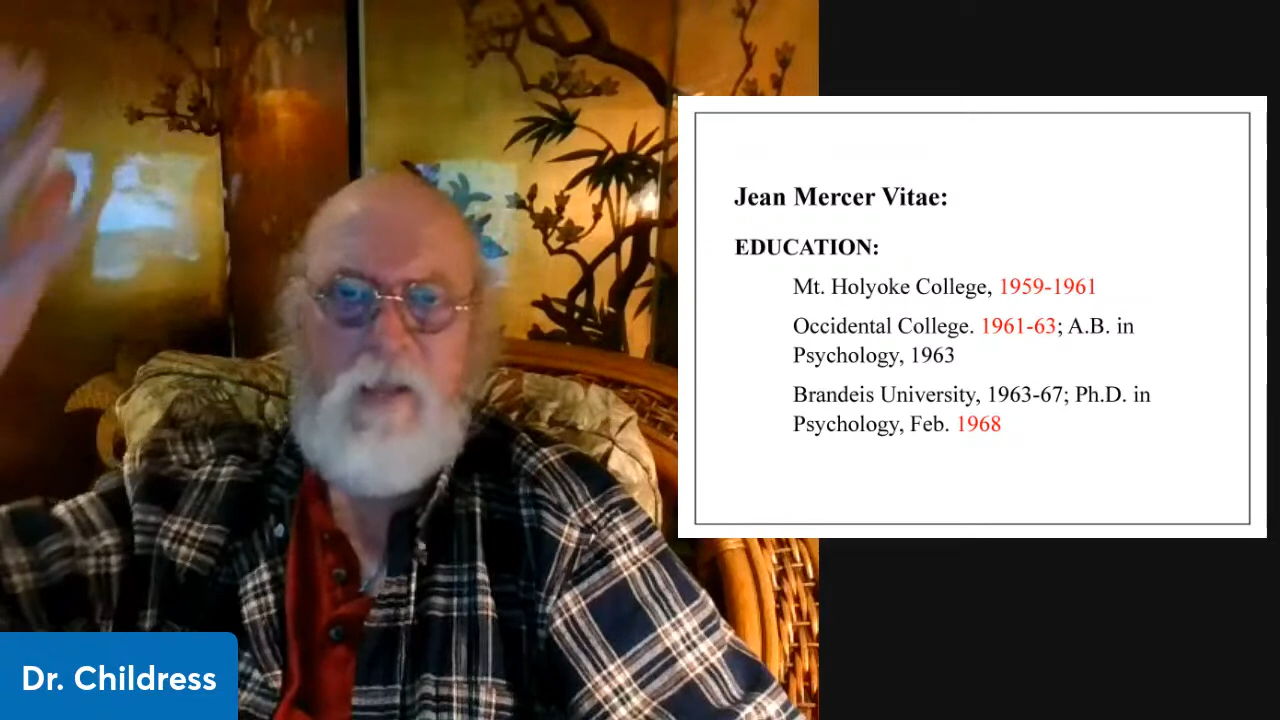 Jean Mercer Vitae:
EDUCATION:
Mt. Holyoke College, 1959-1961
Occidental College. 1961-63; A.B. in
Psychology, 1963
Brandeis University, 1963-67; Ph.D. in
Psychology, Feb. 1968
Dr. Childress